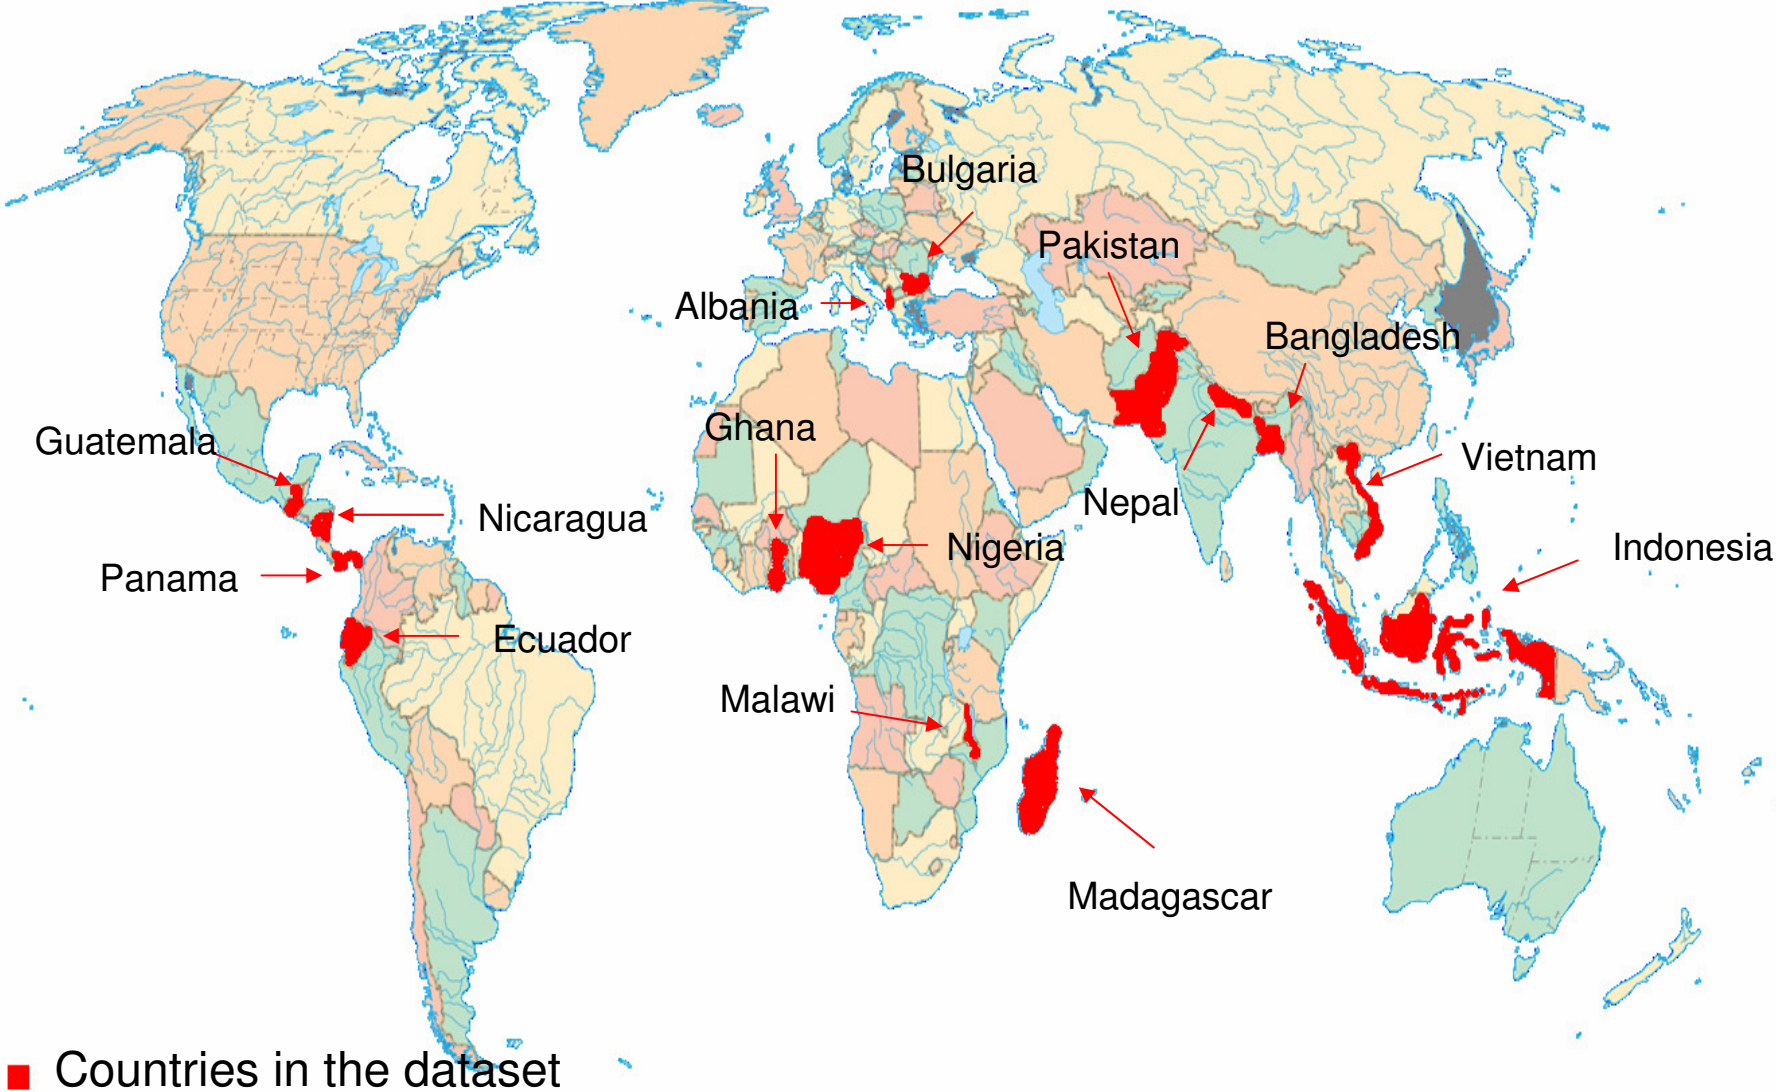 Bulgaria
Pakistan
Albania
Bangladesh
Ghana
Guatemala
Vietnam
Nepal
Nicaragua
Nigeria
Indonesia
Panama
Ecuador
Malawi
Madagascar
Countries in the dataset